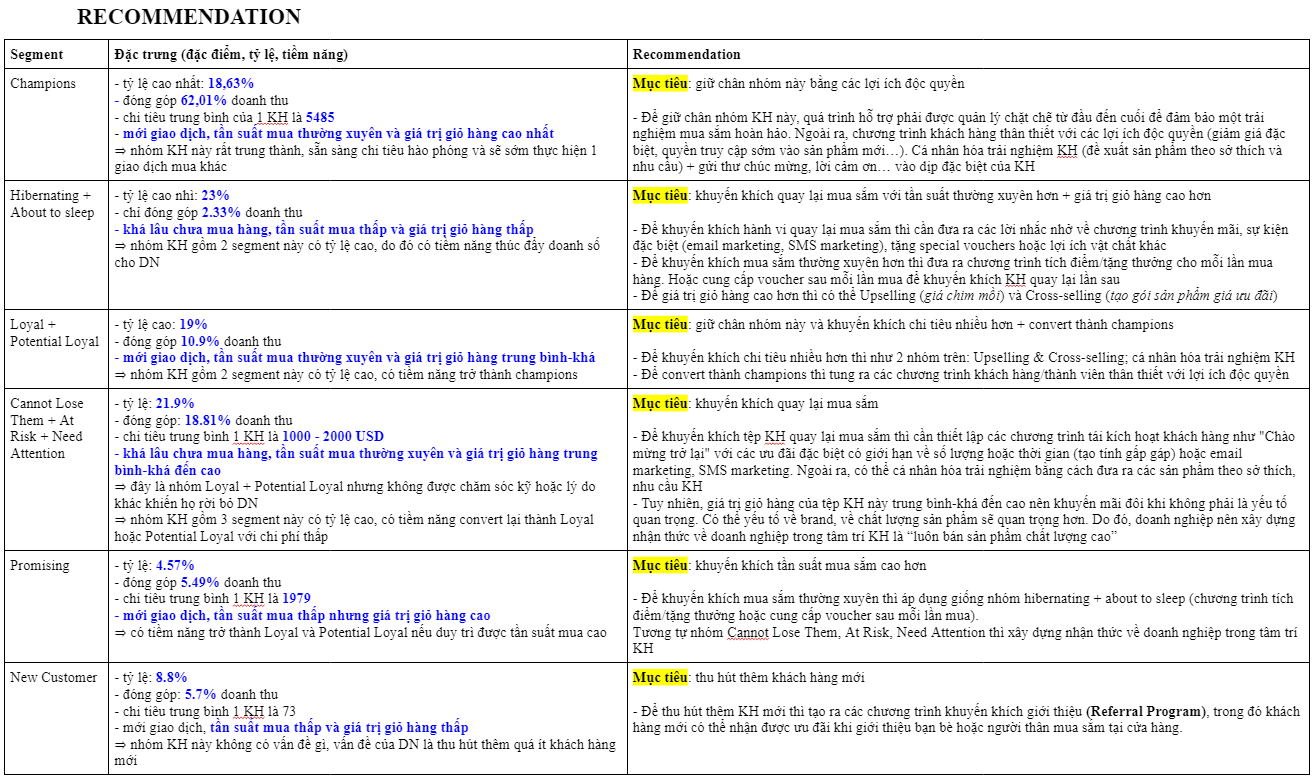 RECOMMENDATION
Segment
Đặc trưng (đặc điểm, tỷ lệ, tiềm năng)
Recommendation
Champions
- tỷ lệ cao nhất: 18,63%
- đóng góp 62,01% doanh thu
- chi tiêu trung bình của 1 KH là 5485
- mới giao dịch, tần suất mua thường xuyên và giá trị giỏ hàng cao nhất
⇒ nhóm KH này rất trung thành, sẵn sàng chi tiêu hào phóng và sẽ sớm thực hiện 1
giao dịch mua khác
Mục tiêu: giữ chân nhóm này bằng các lợi ích độc quyền
- Để giữ chân nhóm KH này, quá trình hỗ trợ phải được quản lý chặt chẽ từ đầu đến cuối để đảm bảo một trải
nghiệm mua sắm hoàn hảo. Ngoài ra, chương trình khách hàng thân thiết với các lợi ích độc quyền (giảm giá đặc
biệt, quyền truy cập sớm vào sản phẩm mới…). Cá nhân hóa trải nghiệm KH (đề xuất sản phẩm theo sở thích và
nhu cầu) + gửi thư chúc mừng, lời cám ơn… vào dịp đặc biệt của KH
Hibernating +
About to sleep
- tỷ lệ cao nhì: 23%
- chỉ đóng góp 2.33% doanh thu
- khá lâu chưa mua hàng, tần suất mua thấp và giá trị giỏ hàng thấp
⇒ nhóm KH gồm 2 segment này có tỷ lệ cao, do đó có tiềm năng thúc đẩy doanh số
cho DN
Mục tiêu: khuyến khích quay lại mua sắm với tần suất thường xuyên hơn + giá trị giỏ hàng cao hơn
- Để khuyến khích hành vi quay lại mua sắm thì cần đưa ra các lời nhắc nhở về chương trình khuyến mãi, sự kiện
đặc biệt (email marketing, SMS marketing), tặng special vouchers hoặc lợi ích vật chất khác
- Để khuyến khích mua sắm thường xuyên hơn thì đưa ra chương trình tích điểm/tặng thưởng cho mỗi lần mua
hàng. Hoặc cung cấp voucher sau mỗi lần mua để khuyến khích KH quay lại lần sau
- Để giá trị giỏ hàng cao hơn thì có thể Upselling (giá chim mồi) và Cross-selling (tạo gói sản phẩm giá ưu đãi)
Loyal +
Potential Loyal
- tỷ lệ cao: 19%
- đóng góp 10.9% doanh thu
- mới giao dịch, tần suất mua thường xuyên và giá trị giỏ hàng trung bình-khá
⇒ nhóm KH gồm 2 segment này có tỷ lệ cao, có tiềm năng trở thành champions
Mục tiêu: giữ chân nhóm này và khuyến khích chi tiêu nhiều hơn + convert thành champions
- Để khuyến khích chi tiêu nhiều hơn thì như 2 nhóm trên: Upselling & Cross-selling; cá nhân hóa trải nghiệm KH
- Để convert thành champions thì tung ra các chương trình khách hàng/thành viên thân thiết với lợi ích độc quyền
Cannot Lose
Them + At
Risk + Need
Attention
- tỷ lệ: 21.9%
- đóng góp: 18.81% doanh thu
- chi tiêu trung bình 1 KH là 1000 - 2000 USD
- khá lâu chưa mua hàng, tần suất mua thường xuyên và giá trị giỏ hàng trung
bình-khá đến cao
⇒ đây là nhóm Loyal + Potential Loyal nhưng không được chăm sóc kỹ hoặc lý do
khác khiến họ rời bỏ DN
⇒ nhóm KH gồm 3 segment này có tỷ lệ cao, có tiềm năng convert lại thành Loyal
hoặc Potential Loyal với chi phí thấp
Mục tiêu: khuyến khích quay lại mua sắm
- Để khuyến khích tệp KH quay lại mua sắm thì cần thiết lập các chương trình tái kích hoạt khách hàng như "Chào
mừng trở lại" với các ưu đãi đặc biệt có giới hạn về số lượng hoặc thời gian (tạo tính gấp gáp) hoặc email
marketing, SMS marketing. Ngoài ra, có thể cá nhân hóa trải nghiệm bằng cách đưa ra các sản phẩm theo sở thích,
nhu cầu KH
- Tuy nhiên, giá trị giỏ hàng của tệp KH này trung bình-khá đến cao nên khuyến mãi đôi khi không phải là yếu tố
quan trọng. Có thể yếu tố về brand, về chất lượng sản phẩm sẽ quan trọng hơn. Do đó, doanh nghiệp nên xây dựng
nhận thức về doanh nghiệp trong tâm trí KH là “luôn bán sản phẩm chất lượng cao”
Promising
- tỷ lệ: 4.57%
- đóng góp 5.49% doanh thu
- chi tiêu trung bình 1 KH là 1979
- mới giao dịch, tần suất mua thấp nhưng giá trị giỏ hàng cao
⇒ có tiềm năng trở thành Loyal và Potential Loyal nếu duy trì được tần suất mua cao
Mục tiêu: khuyến khích tần suất mua sắm cao hơn
- Để khuyến khích mua sắm thường xuyên thì áp dụng giống nhóm hibernating + about to sleep (chương trình tích
điểm/tặng thưởng hoặc cung cấp voucher sau mỗi lần mua).
Tương tự nhóm Cannot Lose Them, At Risk, Need Attention thì xây dựng nhận thức về doanh nghiệp trong tâm trí
KH
New Customer
- tỷ lệ: 8.8%
- đóng góp: 5.7% doanh thu
- chi tiêu trung bình 1 KH là 73
- mới giao dịch, tần suất mua thấp và giá trị giỏ hàng thấp
⇒ nhóm KH này không có vấn đề gì, vấn đề của DN là thu hút thêm quá ít khách hàng
mới
Mục tiêu: thu hút thêm khách hàng mới
- Để thu hút thêm KH mới thì tạo ra các chương trình khuyến khích giới thiệu (Referral Program), trong đó khách
hàng mới có thể nhận được ưu đãi khi giới thiệu bạn bè hoặc người thân mua sắm tại cửa hàng.